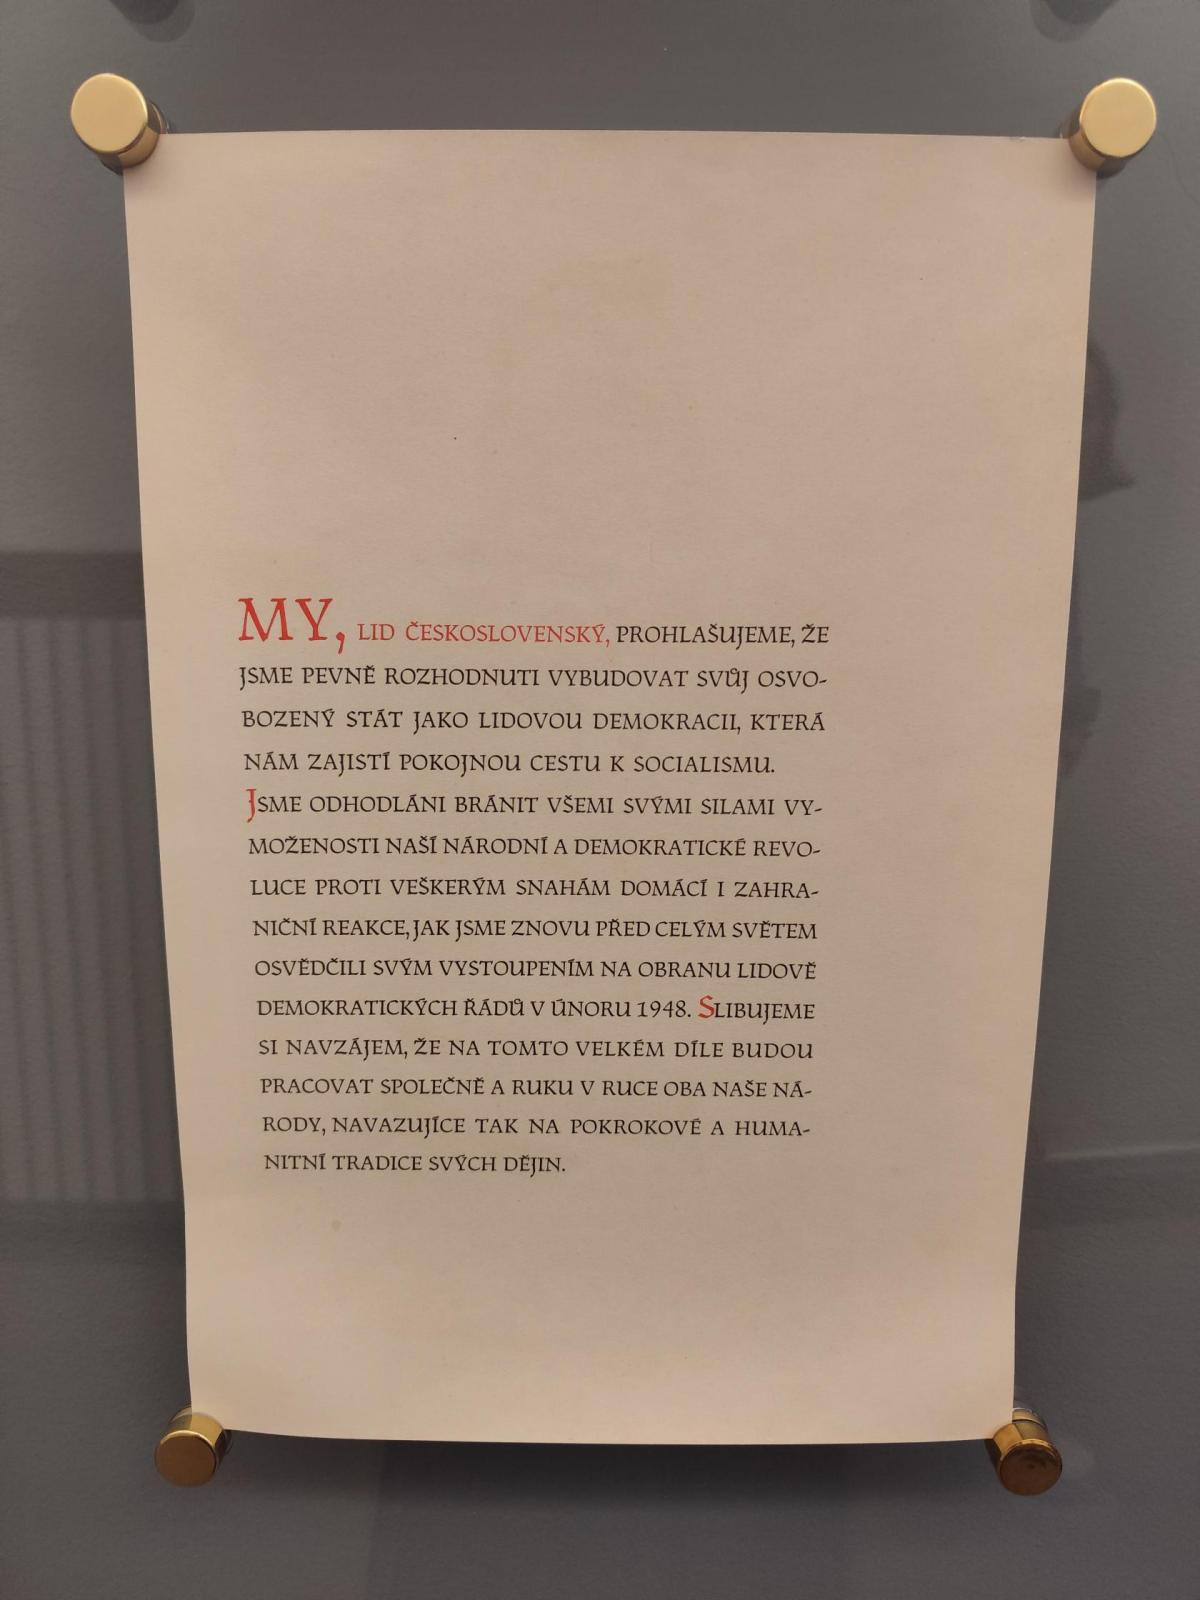 MY, LID ČESKOSLOVENSKÝ, PROHLAŠUJEME, ŽE
JSME PEVNĚ ROZHODNUTI VYBUDOVAT SVŮJ OSVO-
BOZENÝ STÁT JAKO LIDOVOU DEMOKRACII, KTERÁ
NÁM ZAJISTÍ POKOJNOU CESTU K SOCIALISMU.
JSME ODHODLÁNI BRÁNIT VŠEMI SVÝMI SILAMI VY-
MOŽENOSTI NAŠÍ NÁRODNÍ A DEMOKRATICKÉ REVO-
LUCE PROTI VEŠKERÝM SNAHÁM DOMÁCÍ I ZAHRA-
NIČNÍ REAKCE, JAK JSME ZNOVU PŘED CELÝM SVĚTEM
OSVĚDČILI SVÝM VYSTOUPENÍM NA OBRANU LIDOVĚ
DEMOKRATICKÝCH ŘÁDŮ V ÚNORU 1948. SLIBUJEME
SI NAVZÁJEM, ŽE NA TOMTO VELKÉM DÍLE BUDOU
PRACOVAT SPOLEČNĚ A RUKU V RUCE OBA NAŠE NÁ-
RODY, NAVAZUJÍCE TAK NA POKROKOVÉ A HUMA-
NITNÍ TRADICE SVÝCH DĚJIN.